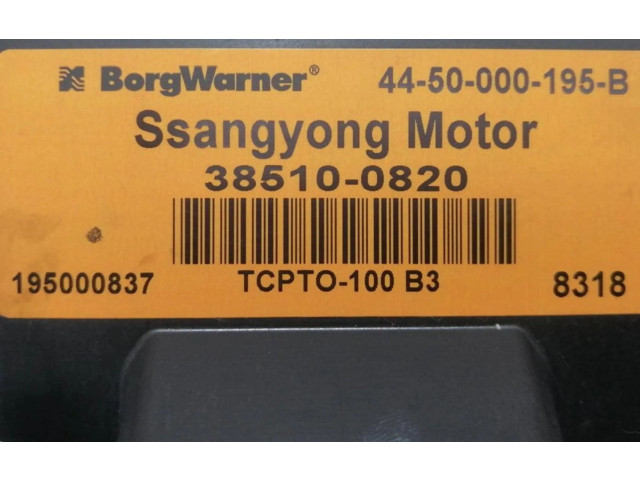 BorgWarner® 44-50-000-195-B
Ssangyong Motor
38510-0820
195000837 TCPTO-100 B3 8318